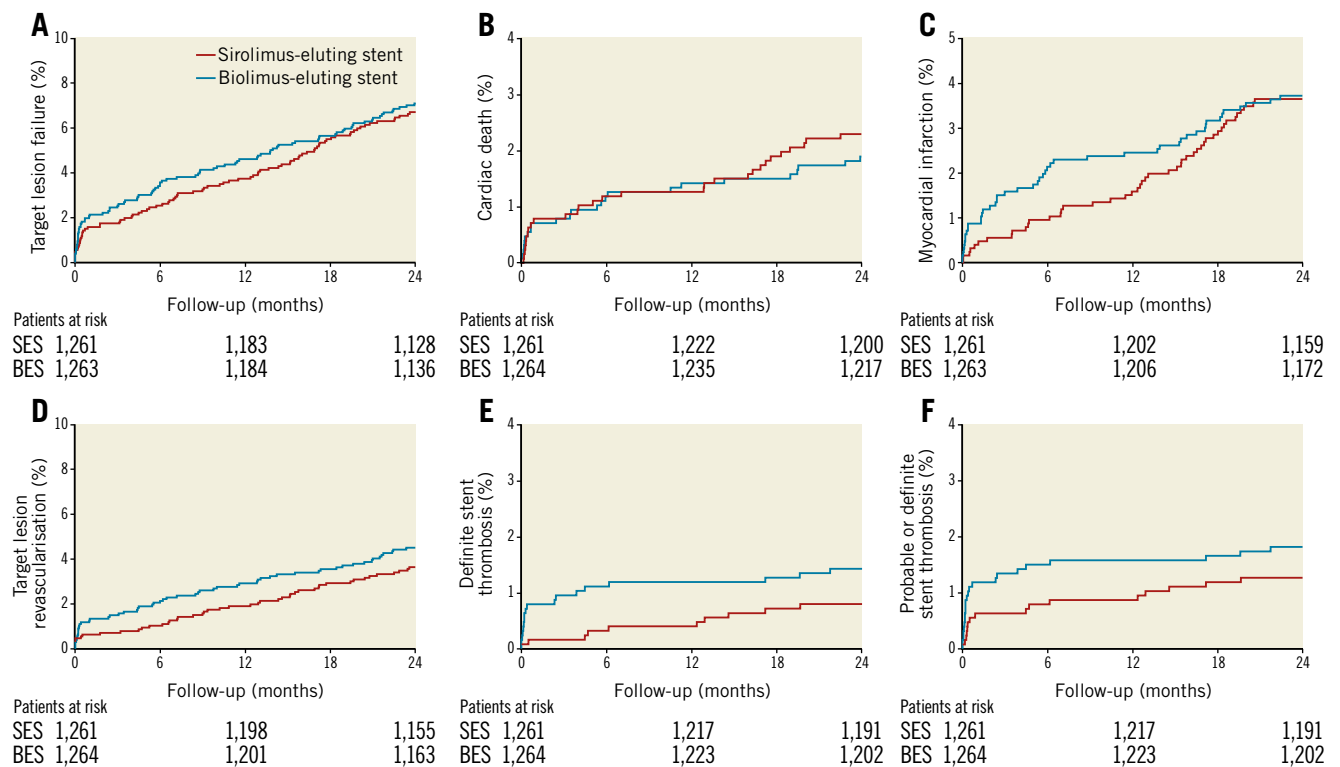 A
Target lesion failure (%)
10
8
6
4
2
0
Sirolimus-eluting stent
Biolimus-eluting stent
0 6 12 18 24
Follow-up (months)
Patients at risk
SES 1,261 1,183 1,128
BES 1,263 1,184 1,136
B
Cardiac death (%)
4
3
2
1
0
0 6 12 18 24
Follow-up (months)
Patients at risk
SES 1,261 1,222 1,200
BES 1,264 1,235 1,217
C
Myocardial infarction (%)
5
4
3
2
1
0
0 6 12 18 24
Follow-up (months)
Patients at risk
SES 1,261 1,202 1,159
BES 1,263 1,206 1,172
D
Target lesion
revascularisation (%)
10
8
6
4
2
0
0 6 12 18 24
Follow-up (months)
Patients at risk
SES 1,261 1,198 1,155
BES 1,264 1,201 1,163
E
Definite stent
thrombosis (%)
4
3
2
1
0
0 6 12 18 24
Follow-up (months)
Patients at risk
SES 1,261 1,217 1,191
BES 1,264 1,223 1,202
F
Probable or definite
stent thrombosis (%)
4
3
2
1
0
0 6 12 18 24
Follow-up (months)
Patients at risk
SES 1,261 1,217 1,191
BES 1,264 1,223 1,202